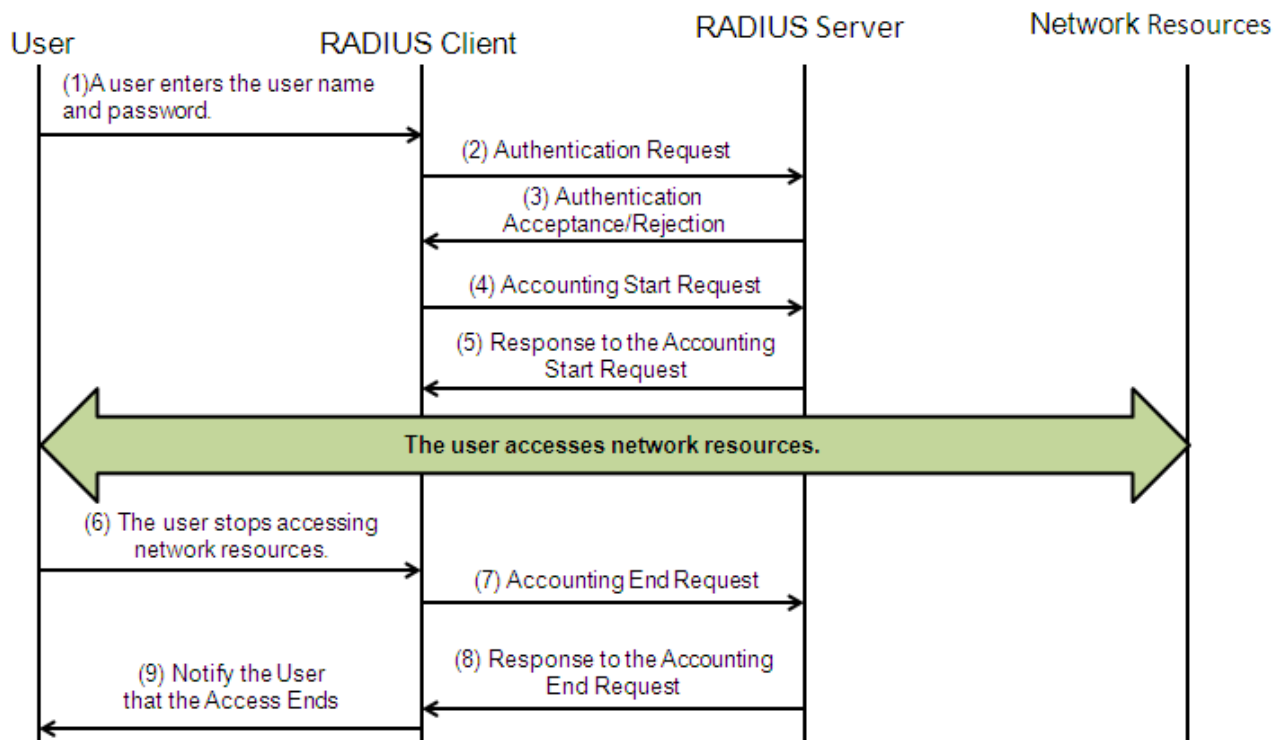 User
RADIUS Client
RADIUS Server
Network Resources
(1)A user enters the user name
and password.
(2) Authentication Request
(3) Authentication
Acceptance/Rejection
(4) Accounting Start Request
(5) Response to the Accounting
Start Request
The user accesses network resources.
(6) The user stops accessing
network resources.
(7) Accounting End Request
(8) Response to the Accounting
End Request
(9) Notify the User
that the Access Ends